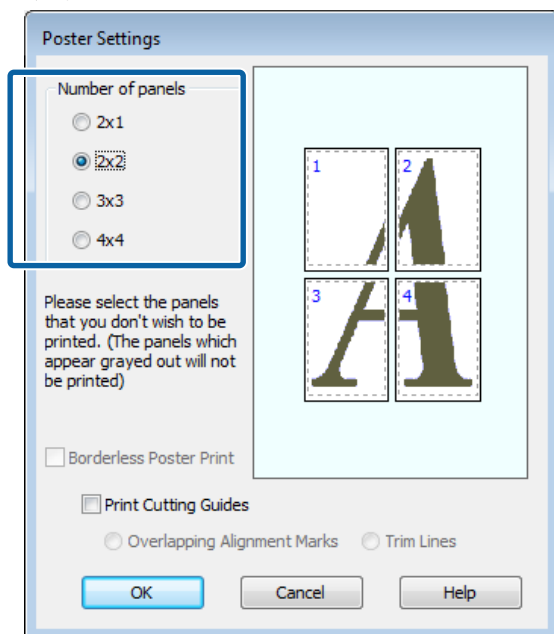 Poster Settings
Number of panels
2x1
2x2
3x3
4x4
1
2
3
4
A
Please select the panels
that you don't wish to be
printed. (The panels which
appear grayed out will not
be printed)
Borderless Poster Print
Print Cutting Guides
Overlapping Alignment Marks
Trim Lines
OK
Cancel
Help